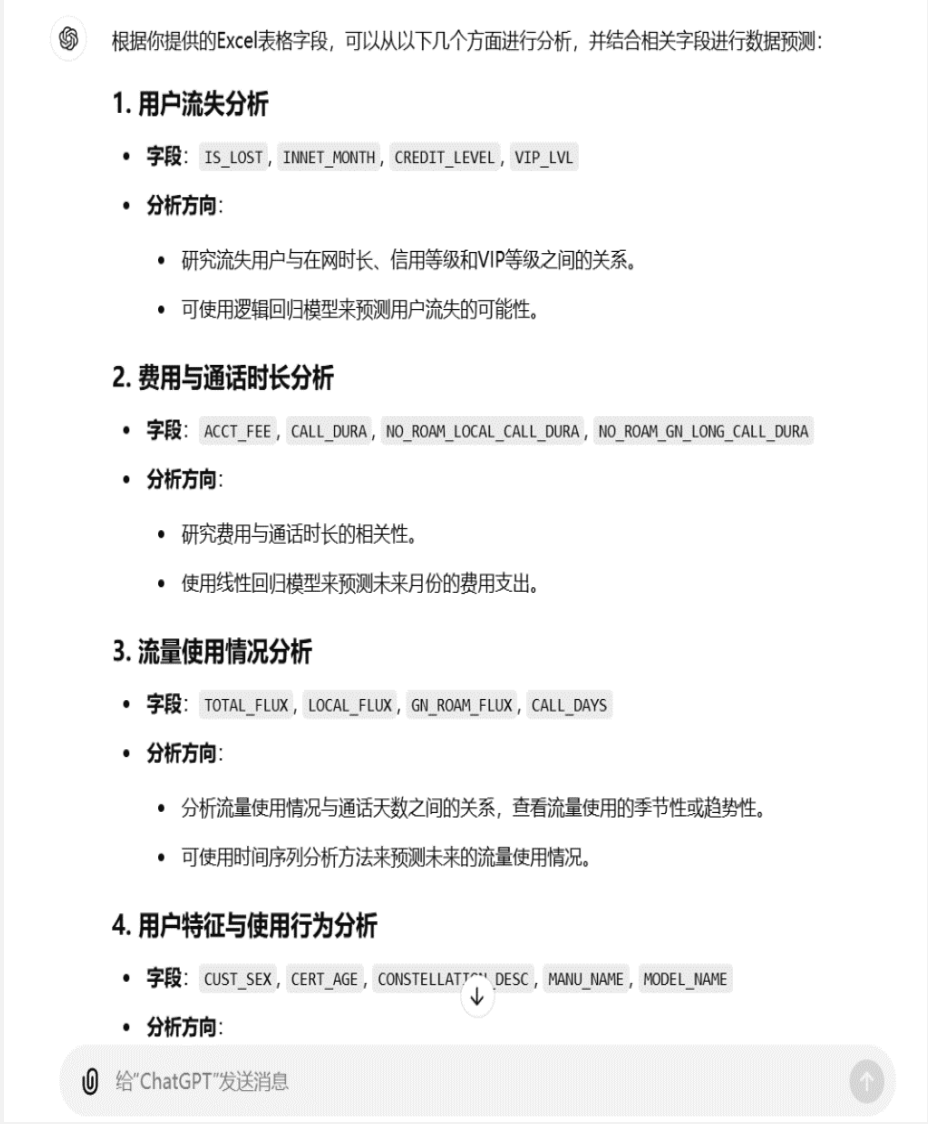 根据你提供的Excel表格字段，可以从以下几个方面进行分析，并结合相关字段进行数据预测：
1. 用户流失分析
• 字段： IS_LOST , INNET_MONTH , CREDIT_LEVEL , VIP_LVL
• 分析方向：
• 研究流失用户与在网时长、信用等级和VIP等级之间的关系。
• 可使用逻辑回归模型来预测用户流失的可能性。
2. 费用与通话时长分析
• 字段： ACCT_FEE , CALL_DURA , NO_ROAM_LOCAL_CALL_DURA , NO_ROAM_GN_LONG_CALL_DURA
• 分析方向：
• 研究费用与通话时长的相关性。
• 使用线性回归模型来预测未来月份的费用支出。
3. 流量使用情况分析
• 字段： TOTAL_FLUX , LOCAL_FLUX , GN_ROAM_FLUX , CALL_DAYS
• 分析方向：
• 分析流量使用情况与通话天数之间的关系，查看流量使用的季节性或趋势性。
• 可使用时间序列分析方法来预测未来的流量使用情况。
4. 用户特征与使用行为分析
• 字段： CUST_SEX , CERT_AGE , CONSTELLATION_DESC , MANU_NAME , MODEL_NAME
• 分析方向：
给“ChatGPT”发送消息